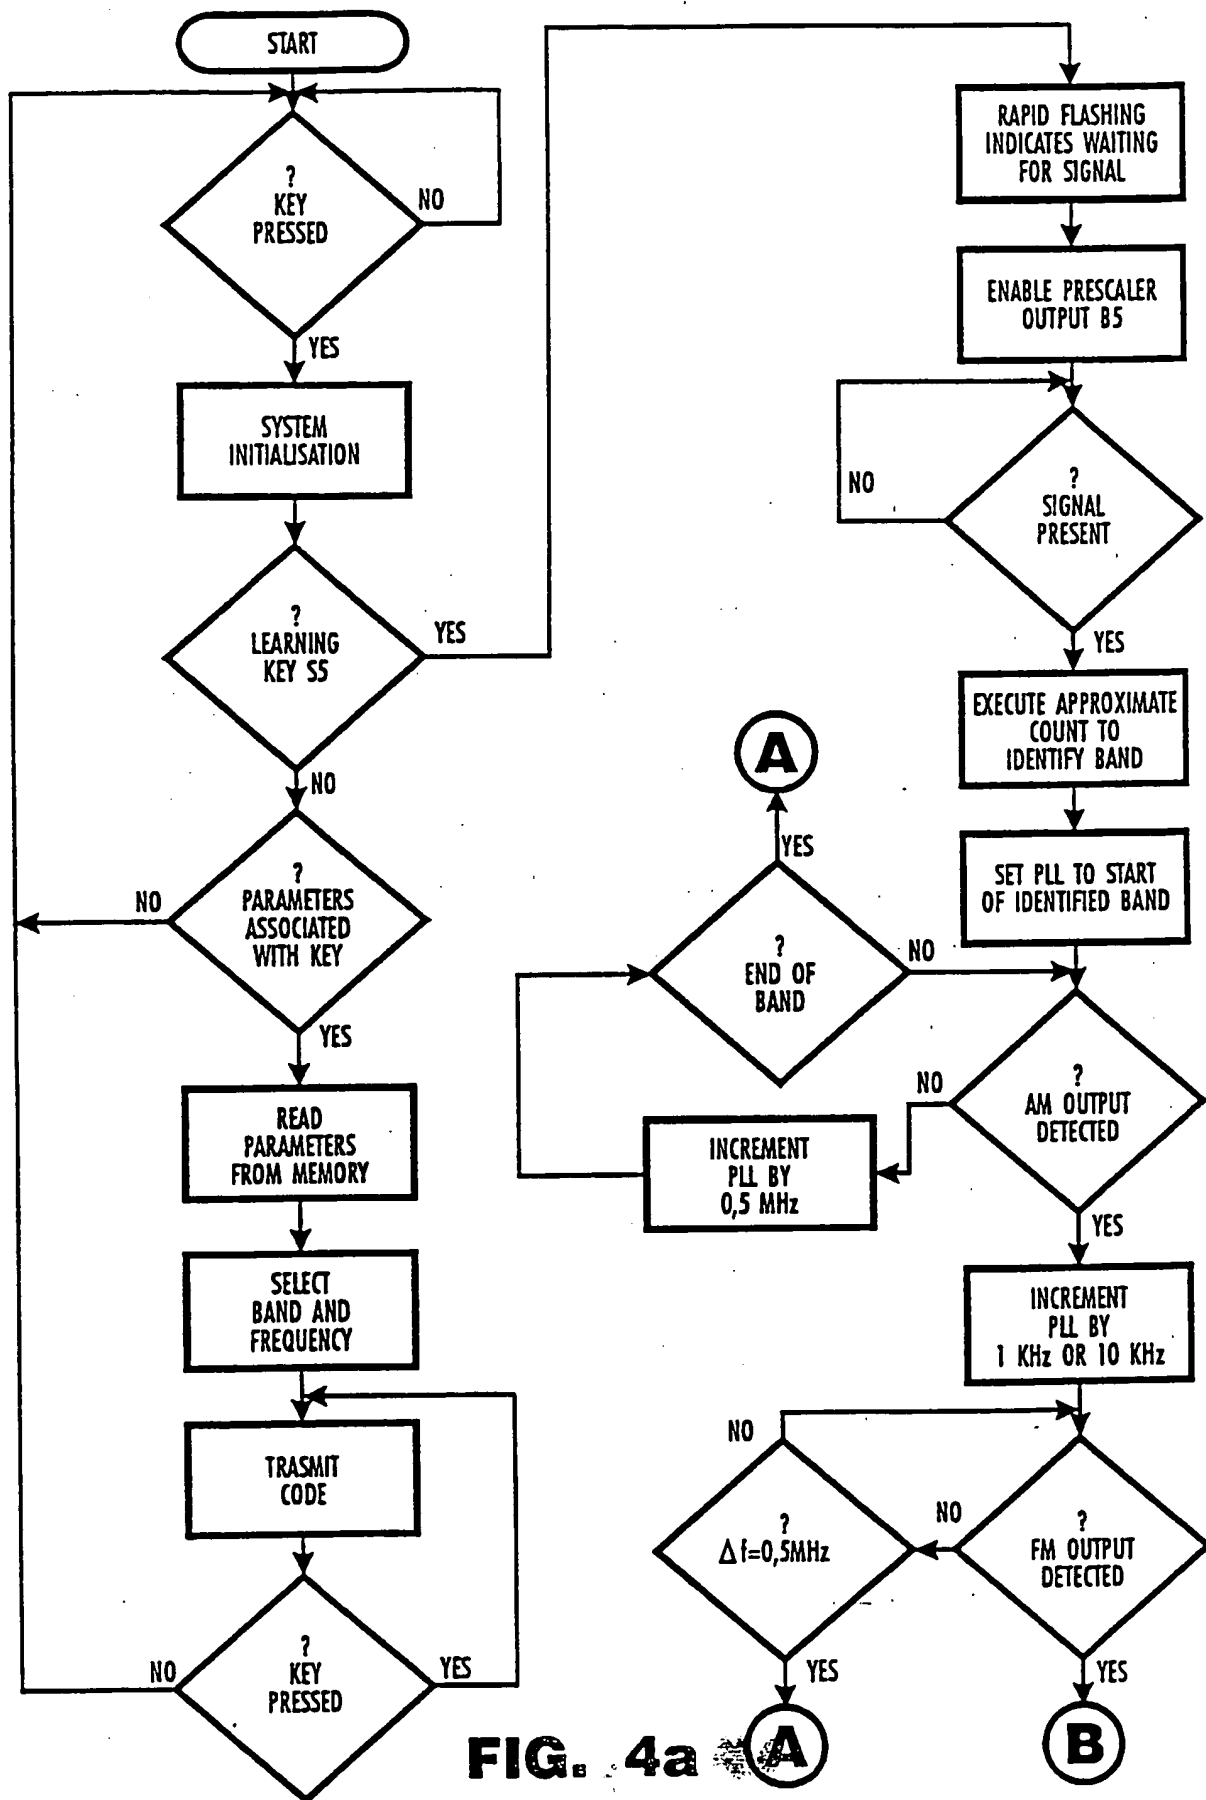 START
?
KEY
PRESSED
NO
YES
SYSTEM
INITIALISATION
?
LEARNING
KEY S5
YES
NO
?
PARAMETERS
ASSOCIATED
WITH KEY
NO
YES
READ
PARAMETERS
FROM MEMORY
SELECT
BAND AND
FREQUENCY
TRASMIT
CODE
?
KEY
PRESSED
NO
YES
RAPID FLASHING
INDICATES WAITING
FOR SIGNAL
ENABLE PRESCALER
OUTPUT B5
?
SIGNAL
PRESENT
NO
YES
EXECUTE APPROXIMATE
COUNT TO
IDENTIFY BAND
SET PLL TO START
OF IDENTIFIED BAND
A
YES
?
END OF
BAND
NO
?
AM OUTPUT
DETECTED
NO
YES
INCREMENT
PLL BY
0,5 MHz
INCREMENT
PLL BY
1 KHz OR 10 KHz
NO
?
Δf=0,5MHz
YES
NO
?
FM OUTPUT
DETECTED
YES
A
B
FIG. 4a